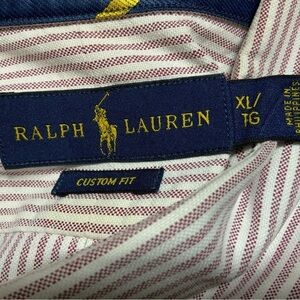 RALPH LAUREN
CUSTOM FIT
XL/
TG
MADE IN
PHILIPPINES